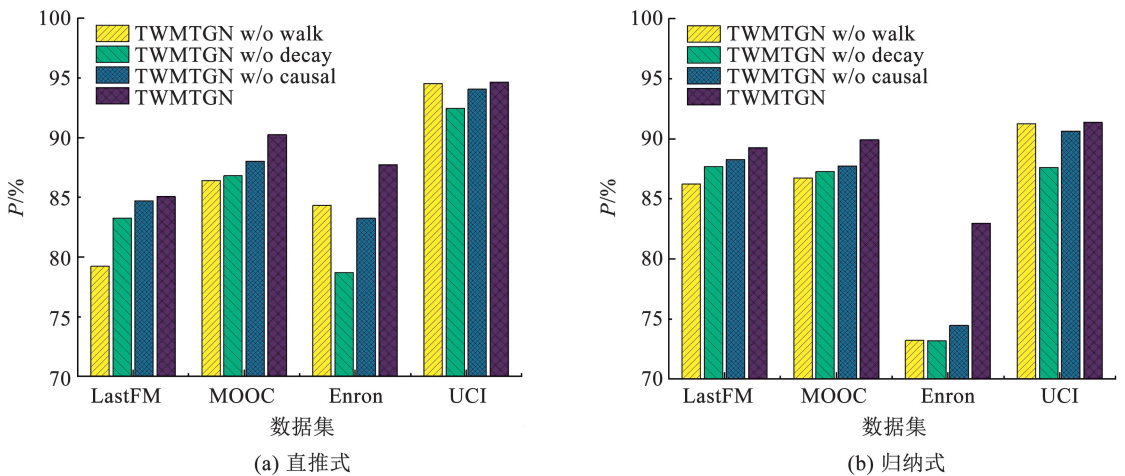 100
95
90
85
80
75
70
P/%
TWMTGN w/o walk
TWMTGN w/o decay
TWMTGN w/o causal
TWMTGN
LastFM
MOOC
Enron
UCI
数据集
(a) 直推式
100
95
90
85
80
75
70
P/%
TWMTGN w/o walk
TWMTGN w/o decay
TWMTGN w/o causal
TWMTGN
LastFM
MOOC
Enron
UCI
数据集
(b) 归纳式